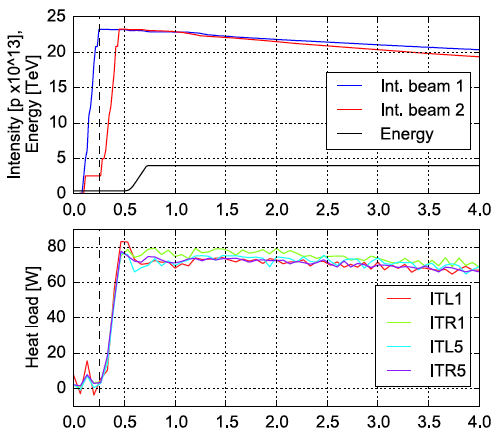 Intensity [p x10^13],
Energy [TeV]
25
20
15
10
5
0
Int. beam 1
Int. beam 2
Energy
0.0 0.5 1.0 1.5 2.0 2.5 3.0 3.5 4.0
Heat load [W]
80
60
40
20
0
ITL1
ITR1
ITL5
ITR5
0.0 0.5 1.0 1.5 2.0 2.5 3.0 3.5 4.0